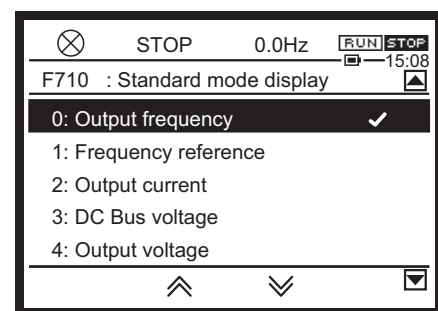 STOP 0.0Hz RUN STOP
15:08
F710 : Standard mode display
0: Output frequency
1: Frequency reference
2: Output current
3: DC Bus voltage
4: Output voltage